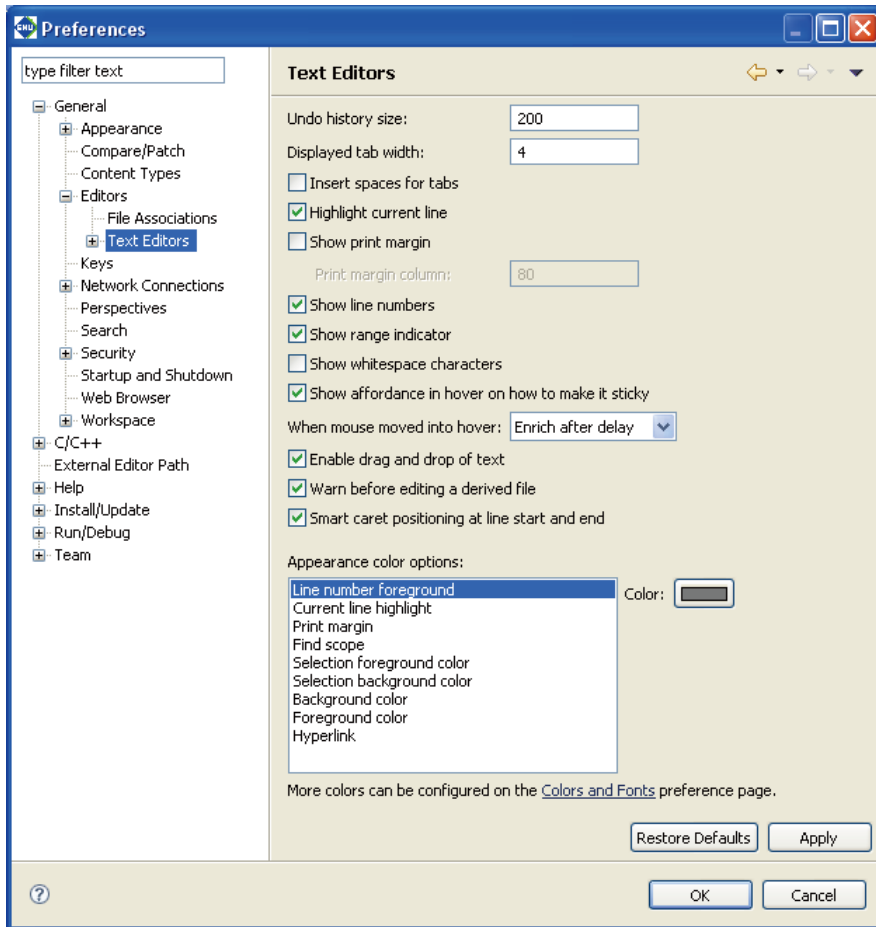 GNU Preferences
type filter text
General
Appearance
Compare/Patch
Content Types
Editors
File Associations
Text Editors
Keys
Network Connections
Perspectives
Search
Security
Startup and Shutdown
Web Browser
Workspace
C/C++
External Editor Path
Help
Install/Update
Run/Debug
Team
Text Editors
Undo history size: 200
Displayed tab width: 4
Insert spaces for tabs
Highlight current line
Show print margin
Print margin column: 80
Show line numbers
Show range indicator
Show whitespace characters
Show affordance in hover on how to make it sticky
When mouse moved into hover: Enrich after delay
Enable drag and drop of text
Warn before editing a derived file
Smart caret positioning at line start and end
Appearance color options:
Line number foreground
Current line highlight
Print margin
Find scope
Selection foreground color
Selection background color
Background color
Foreground color
Hyperlink
Color:
More colors can be configured on the Colors and Fonts preference page.
Restore Defaults Apply
? OK Cancel